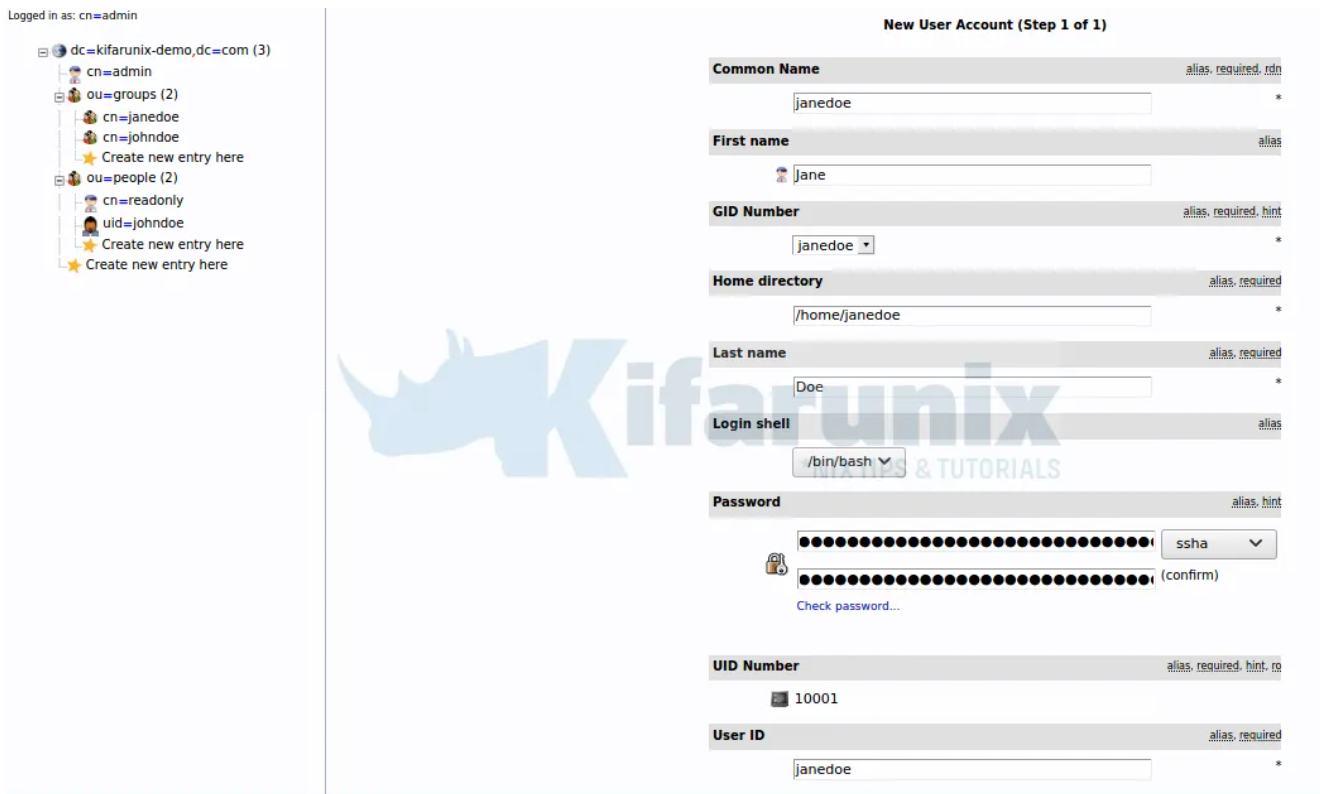 Logged in as: cn=admin
dc=kifarunix-demo,dc=com (3)
cn=admin
ou=groups (2)
cn=janedoe
cn=johndoe
Create new entry here
ou=people (2)
cn=readonly
uid=johndoe
Create new entry here
Create new entry here
New User Account (Step 1 of 1)
Common Name alias, required, rdn
janedoe *
First name alias
Jane
GID Number alias, required, hint
janedoe *
Home directory alias, required
/home/janedoe *
Last name alias, required
Doe *
Kifarunix
Login shell alias
/bin/bash
*NIX TIPS & TUTORIALS
Password alias, hint
●●●●●●●●●●●●●●●●●●●●●●●●●●●●●● ssha
●●●●●●●●●●●●●●●●●●●●●●●●●●●●●● (confirm)
Check password...
UID Number alias, required, hint, ro
10001
User ID alias, required
janedoe *